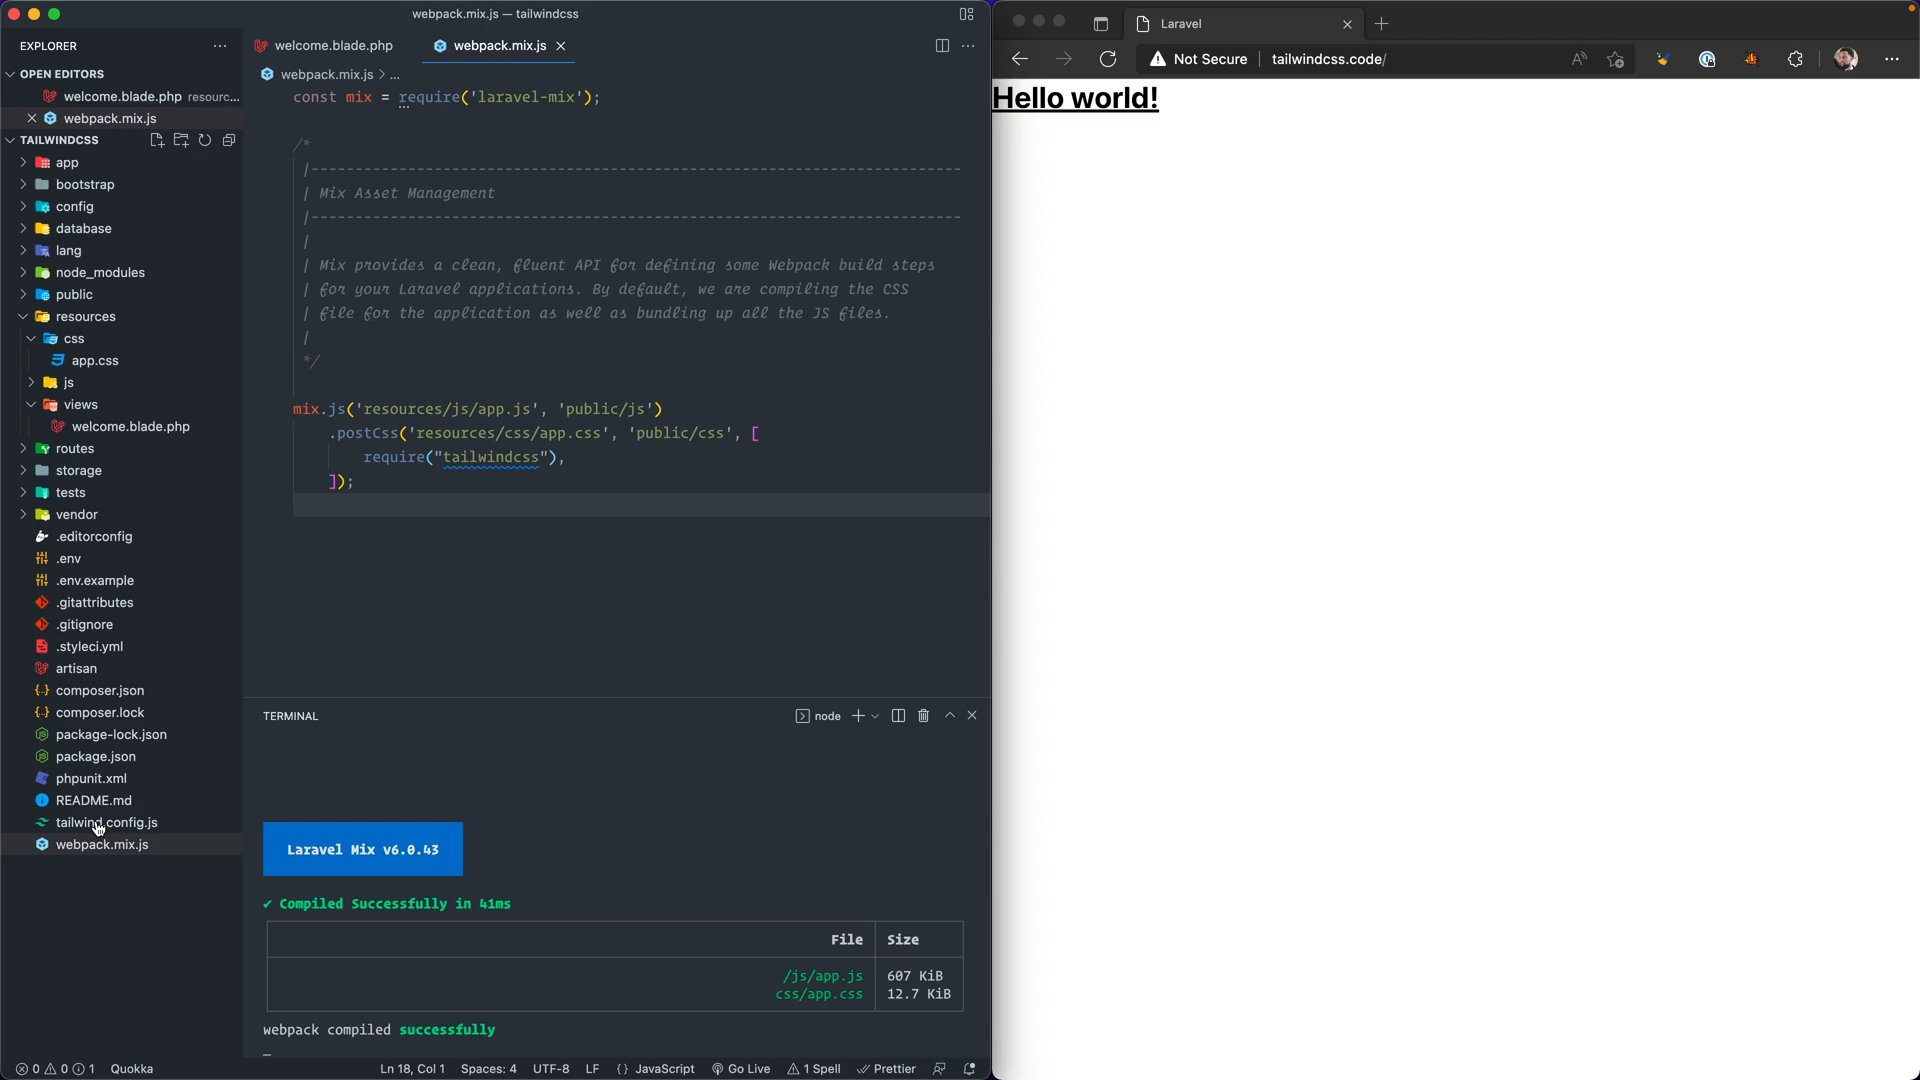 webpack.mix.js — tailwindcss
EXPLORER
OPEN EDITORS
welcome.blade.php resourc...
webpack.mix.js
TAILWINDCSS
app
bootstrap
config
database
lang
node_modules
public
resources
css
app.css
js
views
welcome.blade.php
routes
storage
tests
vendor
.editorconfig
.env
.env.example
.gitattributes
.gitignore
.styleci.yml
artisan
composer.json
composer.lock
package-lock.json
package.json
phpunit.xml
README.md
tailwind.config.js
webpack.mix.js
welcome.blade.php
webpack.mix.js
webpack.mix.js > ...
const mix = require('laravel-mix');
/*
|--------------------------------------------------------------------------
| Mix Asset Management
|--------------------------------------------------------------------------
|
| Mix provides a clean, fluent API for defining some Webpack build steps
| for your Laravel applications. By default, we are compiling the CSS
| file for the application as well as bundling up all the JS files.
|
*/
mix.js('resources/js/app.js', 'public/js')
.postCss('resources/css/app.css', 'public/css', [
require("tailwindcss"),
]);
TERMINAL
node
Laravel Mix v6.0.43
✔ Compiled Successfully in 41ms
File Size
/js/app.js 607 KiB
css/app.css 12.7 KiB
webpack compiled successfully
0 0 1 Quokka
Ln 18, Col 1 Spaces: 4 UTF-8 LF {} JavaScript Go Live 1 Spell Prettier
Laravel
Not Secure tailwindcss.code/
Hello world!